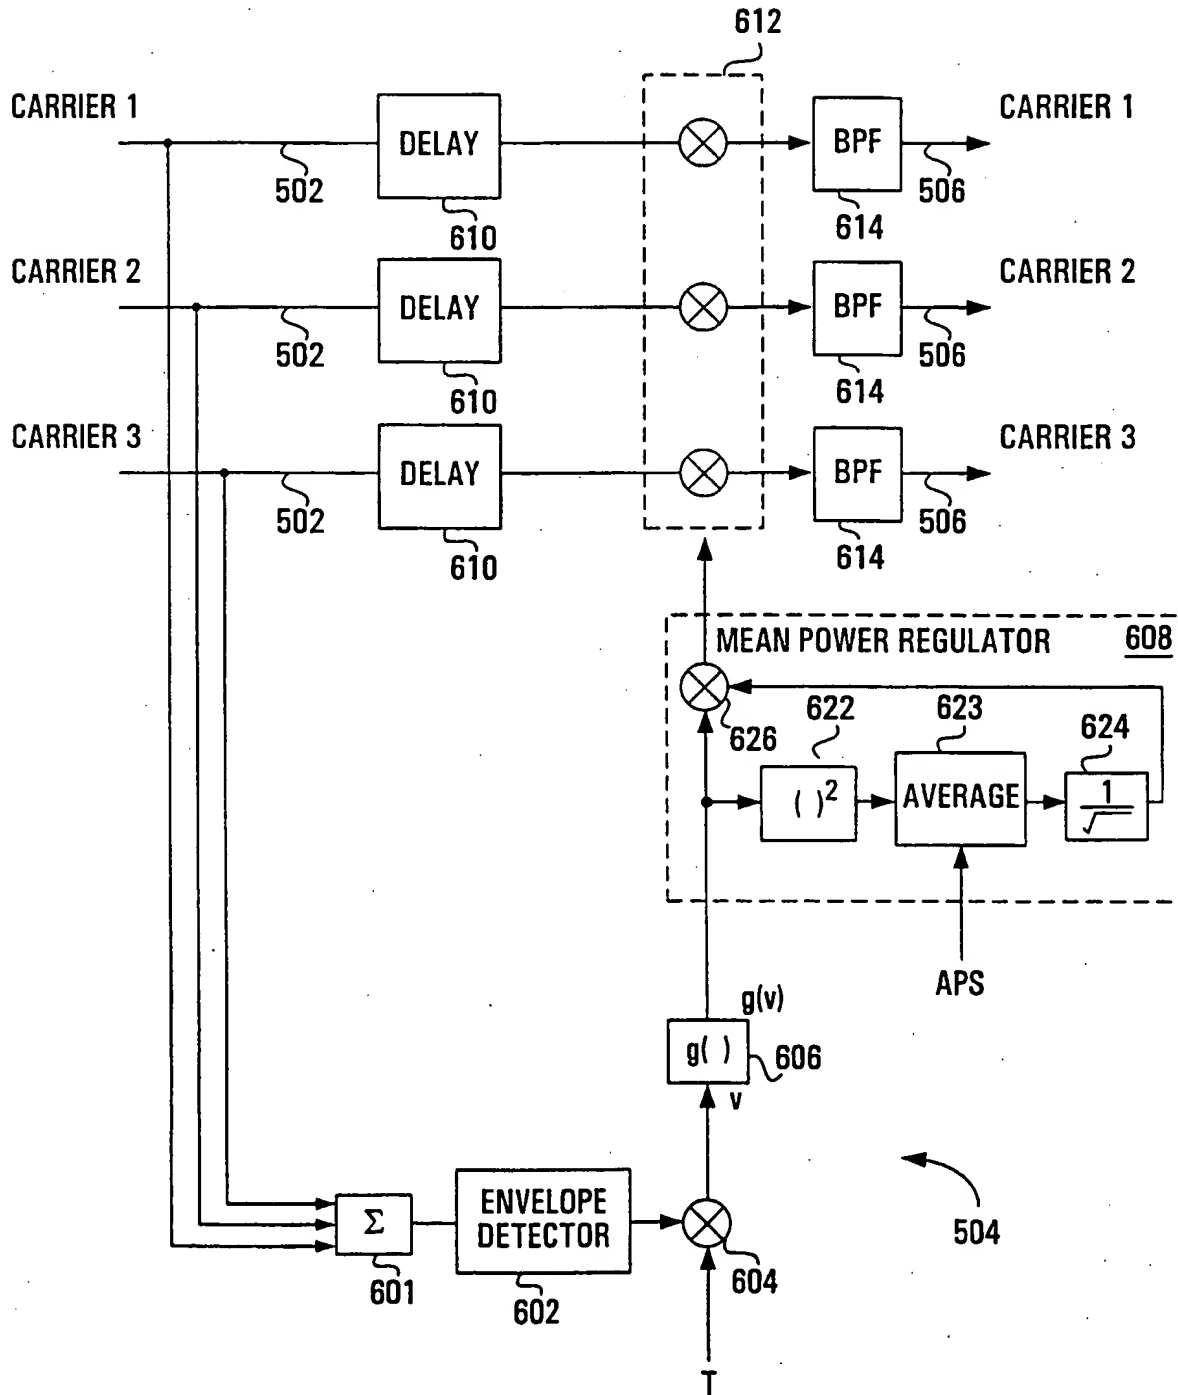 612
CARRIER 1
DELAY
BPF
CARRIER 1
502
610
614
506
CARRIER 2
DELAY
BPF
CARRIER 2
502
610
614
506
CARRIER 3
DELAY
BPF
CARRIER 3
502
610
614
506
MEAN POWER REGULATOR 608
626
622
623
624
( )²
AVERAGE
1/√
APS
g(v)
g( )
606
v
Σ
601
ENVELOPE
DETECTOR
602
604
504
T